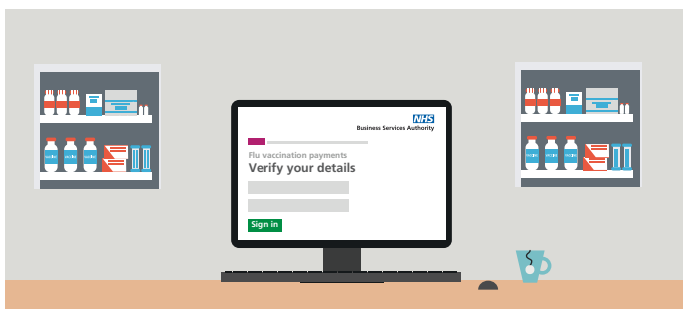 NHS
Business Services Authority
Flu vaccination payments
Verify your details
Sign in